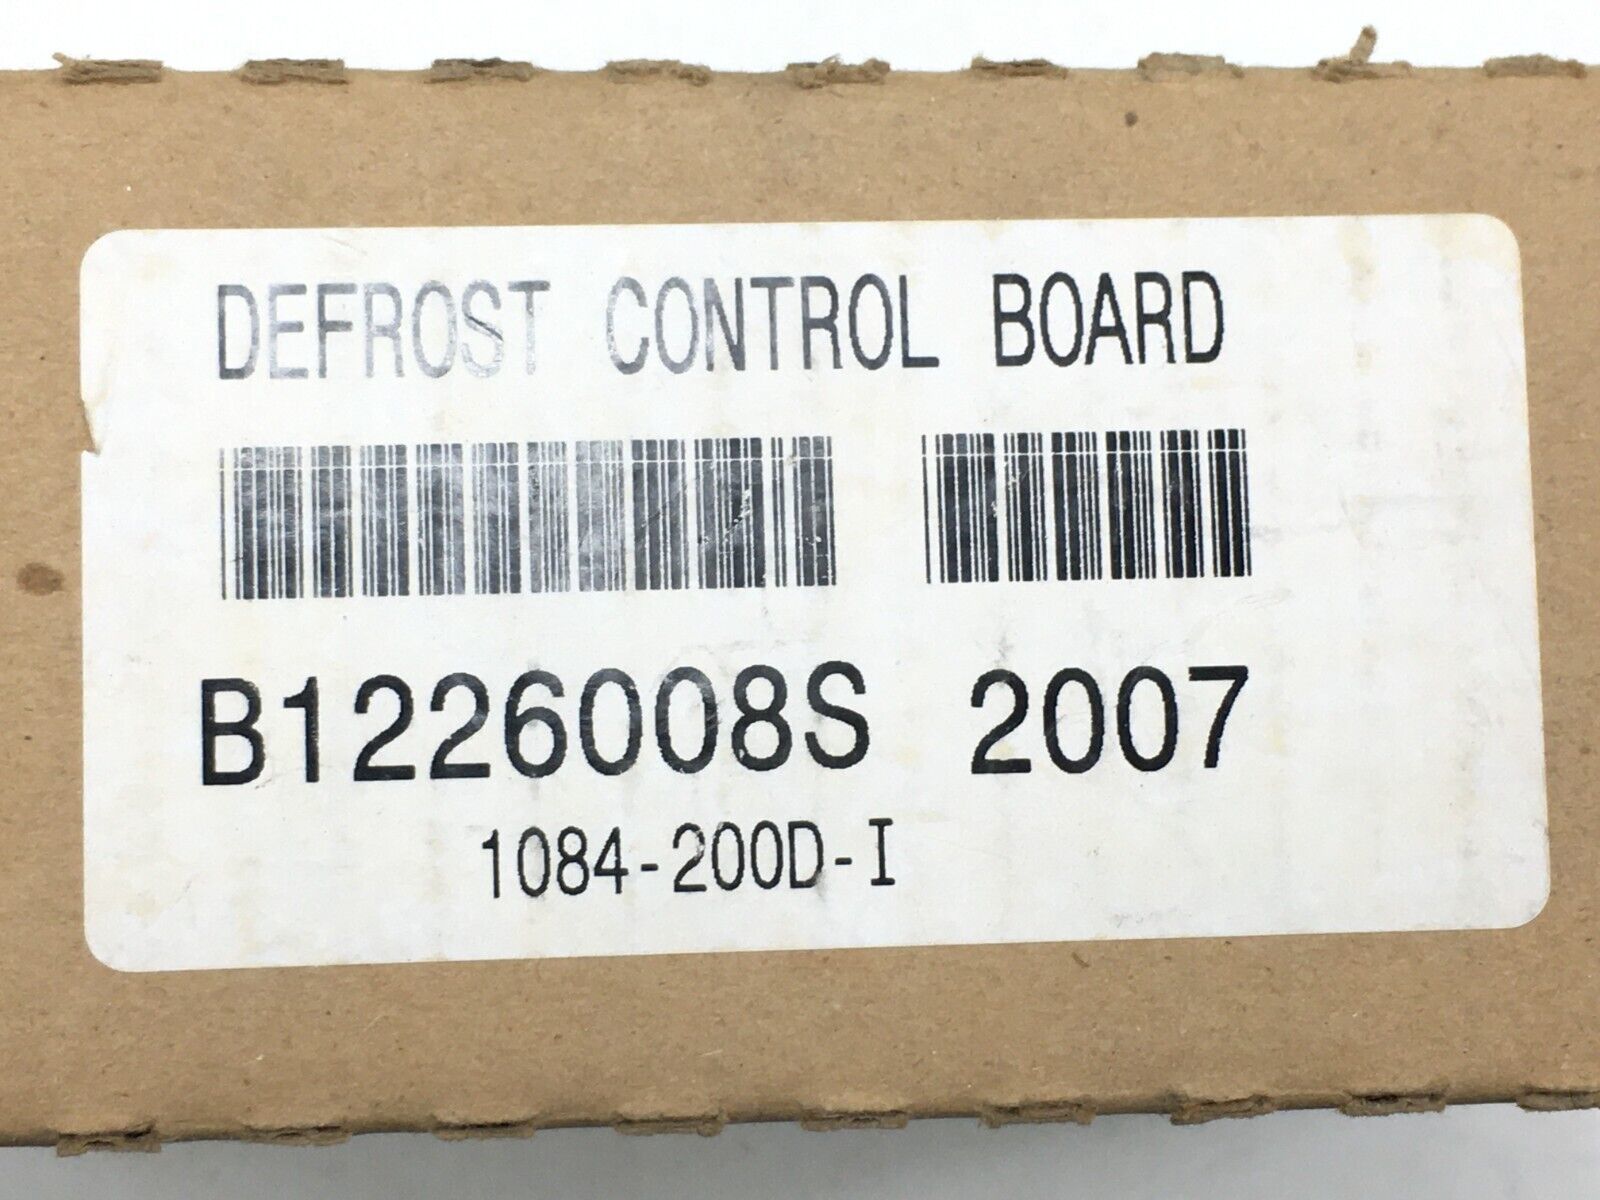 DEFROST CONTROL BOARD
B1226008S 2007
1084-200D-I